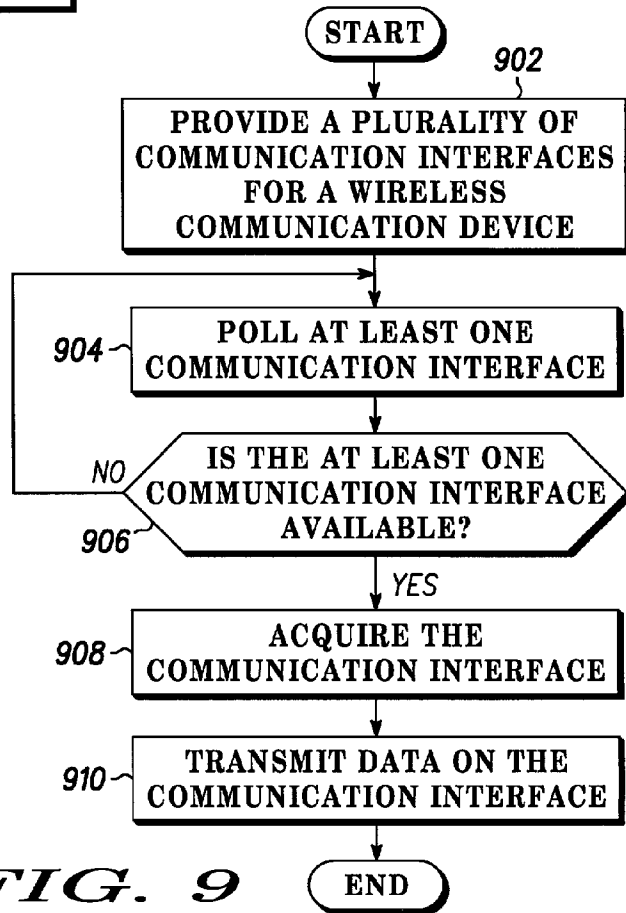 START
902
PROVIDE A PLURALITY OF
COMMUNICATION INTERFACES
FOR A WIRELESS
COMMUNICATION DEVICE
904
POLL AT LEAST ONE
COMMUNICATION INTERFACE
NO
906
IS THE AT LEAST ONE
COMMUNICATION INTERFACE
AVAILABLE?
YES
908
ACQUIRE THE
COMMUNICATION INTERFACE
910
TRANSMIT DATA ON THE
COMMUNICATION INTERFACE
END
FIG. 9